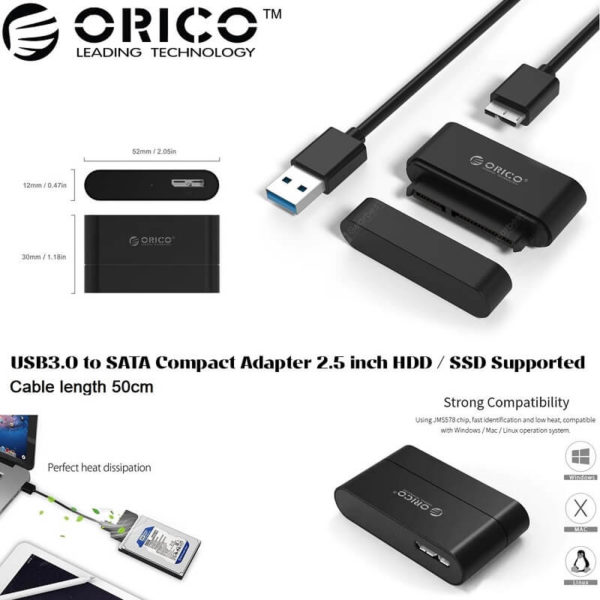 ORICO™
LEADING TECHNOLOGY
52mm / 2.05in
12mm / 0.47in
30mm / 1.18in
ORICO
ORICO
USB3.0 to SATA Compact Adapter 2.5 inch HDD / SSD Supported
Cable length 50cm
Perfect heat dissipation
Strong Compatibility
Using JMS578 chip, fast identification and low heat, compatible
with Windows / Mac / Linux operation system.
Windows
X
MAC
Linux
ORICO